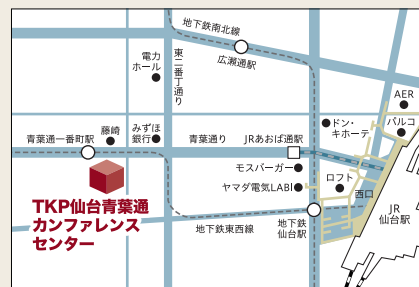 地下鉄南北線
広瀬通駅
電力
ホール
東二番丁通り
AER
パルコ
ドン・
キホーテ
藤崎
みずほ
銀行
青葉通一番町駅
青葉通り
JRあおば通駅
モスバーガー
ヤマダ電気LABI
ロフト
西口
JR
仙台駅
地下鉄
仙台駅
地下鉄東西線
TKP仙台青葉通
カンファレンス
センター